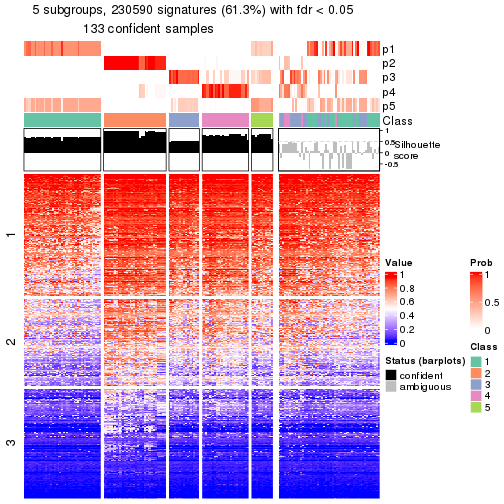 5 subgroups, 230590 signatures (61.3%) with fdr < 0.05
133 confident samples
p1
p2
p3
p4
p5
Class
1
0.5
0
-0.5
Silhouette
score
1
2
3
Value
1
0.8
0.6
0.4
0.2
0
Status (barplots)
confident
ambiguous
Prob
1
0.5
0
Class
1
2
3
4
5